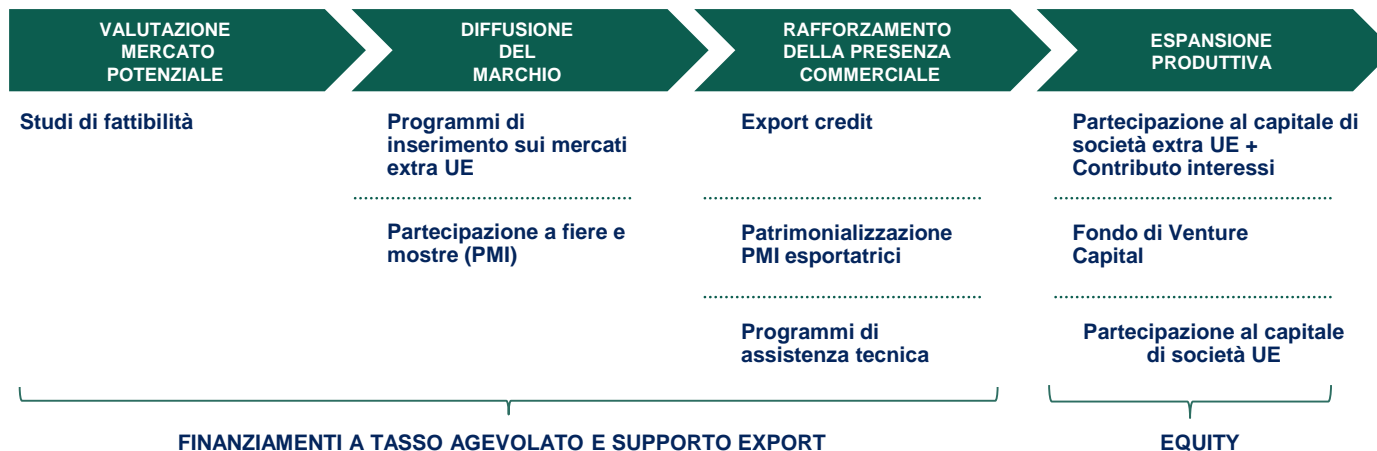 VALUTAZIONE
MERCATO
POTENZIALE
DIFFUSIONE
DEL
MARCHIO
RAFFORZAMENTO
DELLA PRESENZA
COMMERCIALE
ESPANSIONE
PRODUTTIVA
Studi di fattibilità
Programmi di
inserimento sui mercati
extra UE
Partecipazione a fiere e
mostre (PMI)
Export credit
Patrimonializzazione
PMI esportatrici
Programmi di
assistenza tecnica
Partecipazione al capitale di
società extra UE +
Contributo interessi
Fondo di Venture
Capital
Partecipazione al capitale
di società UE
FINANZIAMENTI A TASSO AGEVOLATO E SUPPORTO EXPORT
EQUITY